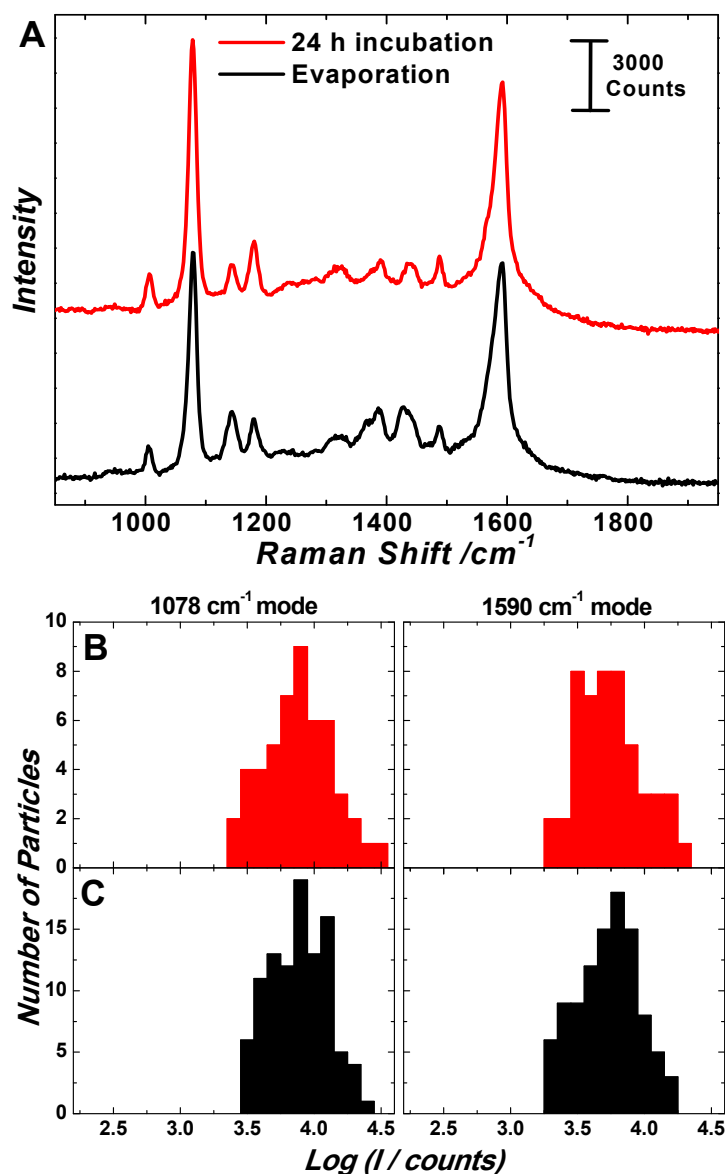 A
24 h incubation
Evaporation
3000
Counts
Intensity
1000 1200 1400 1600 1800
Raman Shift /cm⁻¹
1078 cm⁻¹ mode 1590 cm⁻¹ mode
B
10
8
6
4
2
0
Number of Particles
C
15
10
5
0
2.5 3.0 3.5 4.0 4.5 2.5 3.0 3.5 4.0 4.5
Log (I / counts)